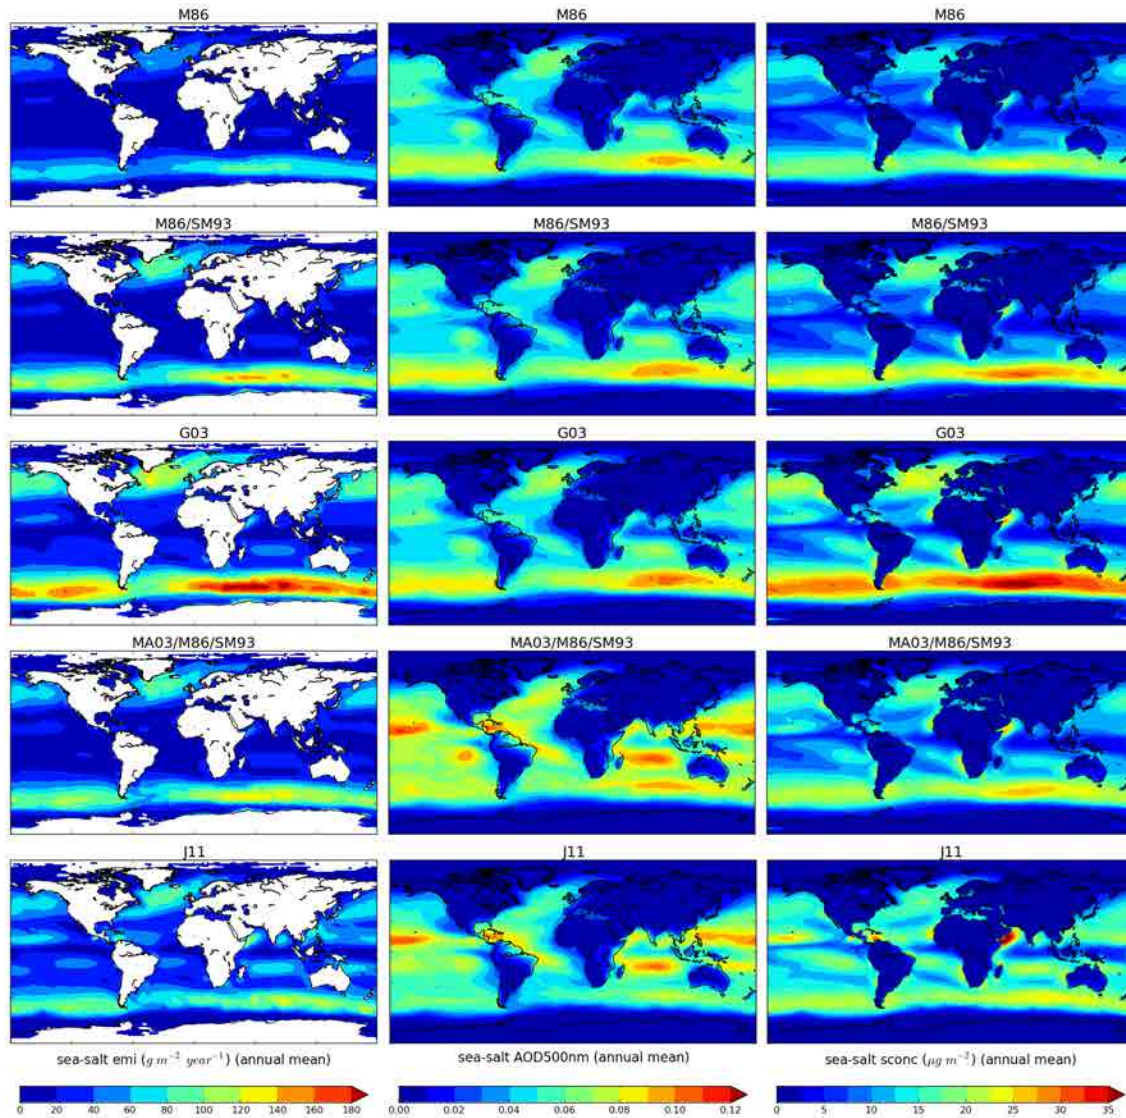 M86 M86 M86
M86/SM93 M86/SM93 M86/SM93
G03 G03 G03
MA03/M86/SM93 MA03/M86/SM93 MA03/M86/SM93
J11 J11 J11
sea-salt emi (g m⁻² year⁻¹) (annual mean) sea-salt AOD500nm (annual mean) sea-salt sconc (μg m⁻²) (annual mean)
0 20 40 60 80 100 120 140 160 180 0.00 0.02 0.04 0.06 0.08 0.10 0.12 0 5 10 15 20 25 30 35